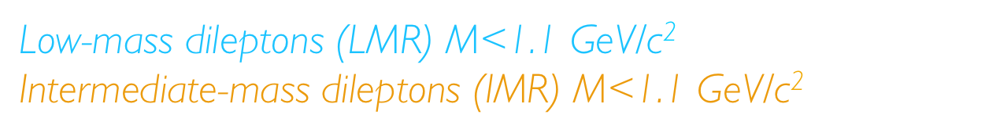 Low-mass dileptons (LMR) M<1.1 GeV/c²
Intermediate-mass dileptons (IMR) M<1.1 GeV/c²